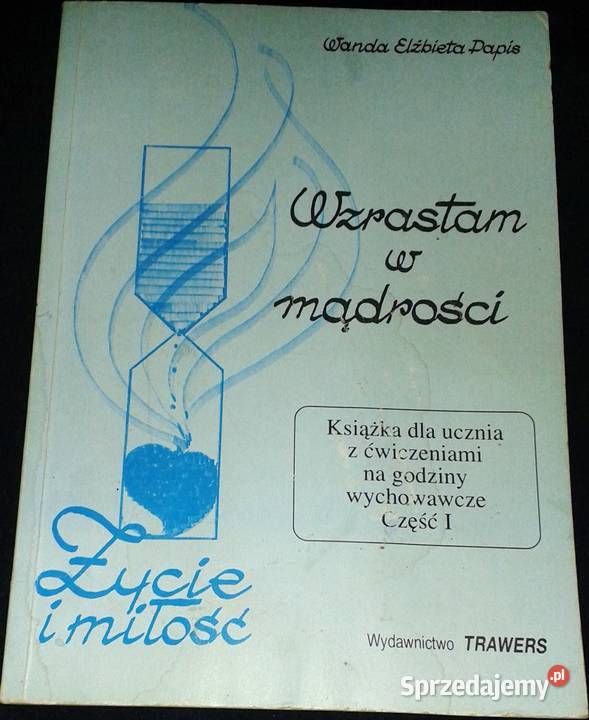 Wanda Elżbieta Papis
Wzrastam
w
mądrości
Książka dla ucznia
z ćwiczeniami
na godziny
wychowawcze
Część I
Życie
i miłość
Wydawnictwo TRAWERS
Sprzedajemy.pl